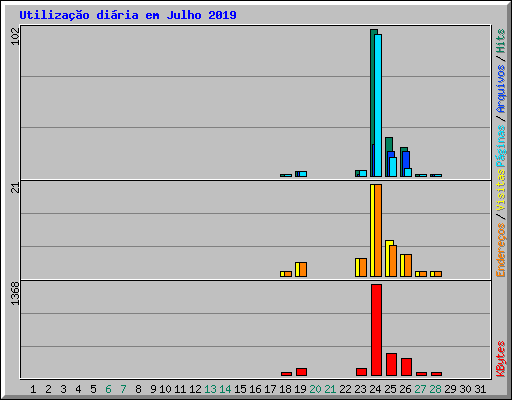 Utilização diária em Julho 2019
102
21
1368
Endereços / Visitas Páginas / Arquivos / Hits
KBytes
1 2 3 4 5 6 7 8 9 10 11 12 13 14 15 16 17 18 19 20 21 22 23 24 25 26 27 28 29 30 31